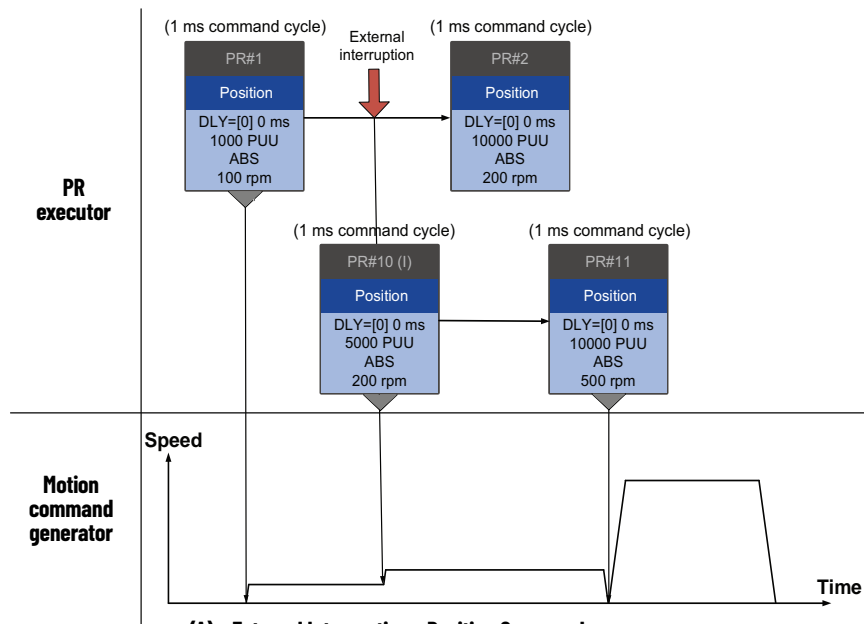 (1 ms command cycle)
External
interruption
(1 ms command cycle)
PR#1
PR#2
Position
Position
DLY=[0] 0 ms
1000 PUU
ABS
100 rpm
DLY=[0] 0 ms
10000 PUU
ABS
200 rpm
PR
executor
(1 ms command cycle)
(1 ms command cycle)
PR#10 (I)
PR#11
Position
Position
DLY=[0] 0 ms
5000 PUU
ABS
200 rpm
DLY=[0] 0 ms
10000 PUU
ABS
500 rpm
Speed
Motion
command
generator
Time